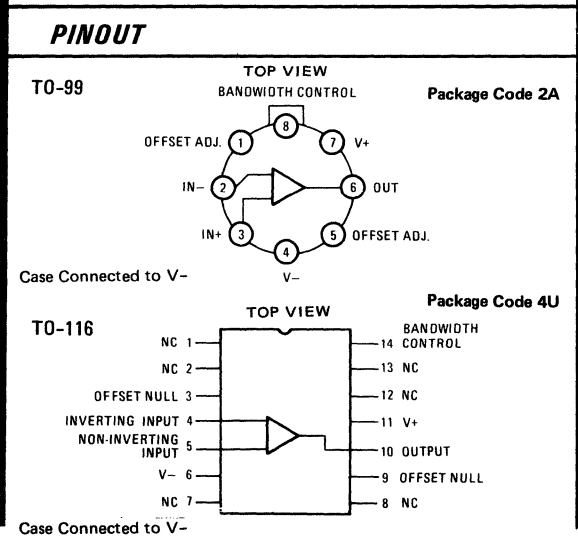 PINOUT
TOP VIEW
TO-99
BANDWIDTH CONTROL
Package Code 2A
8
OFFSET ADJ. 1
7 V+
IN- 2
6 OUT
IN+ 3
5 OFFSET ADJ.
4
V-
Case Connected to V-
Package Code 4U
TO-116
TOP VIEW
NC 1
NC 2
OFFSET NULL 3
INVERTING INPUT 4
NON-INVERTING INPUT 5
V- 6
NC 7
14 BANDWIDTH CONTROL
13 NC
12 NC
11 V+
10 OUTPUT
9 OFFSET NULL
8 NC
Case Connected to V-